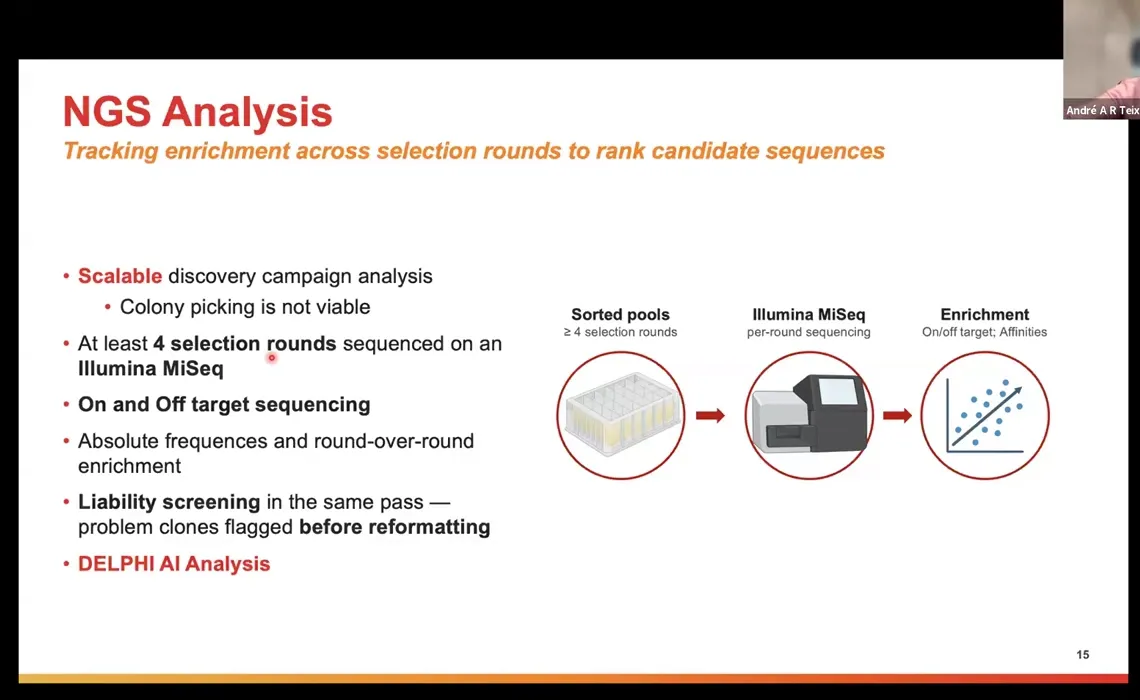 André A R Teix
NGS Analysis
Tracking enrichment across selection rounds to rank candidate sequences
• Scalable discovery campaign analysis
• Colony picking is not viable
• At least 4 selection rounds sequenced on an
Illumina MiSeq
• On and Off target sequencing
• Absolute frequences and round-over-round
enrichment
• Liability screening in the same pass —
problem clones flagged before reformatting
• DELPHI AI Analysis
Sorted pools
≥ 4 selection rounds
Illumina MiSeq
per-round sequencing
Enrichment
On/off target; Affinities
15